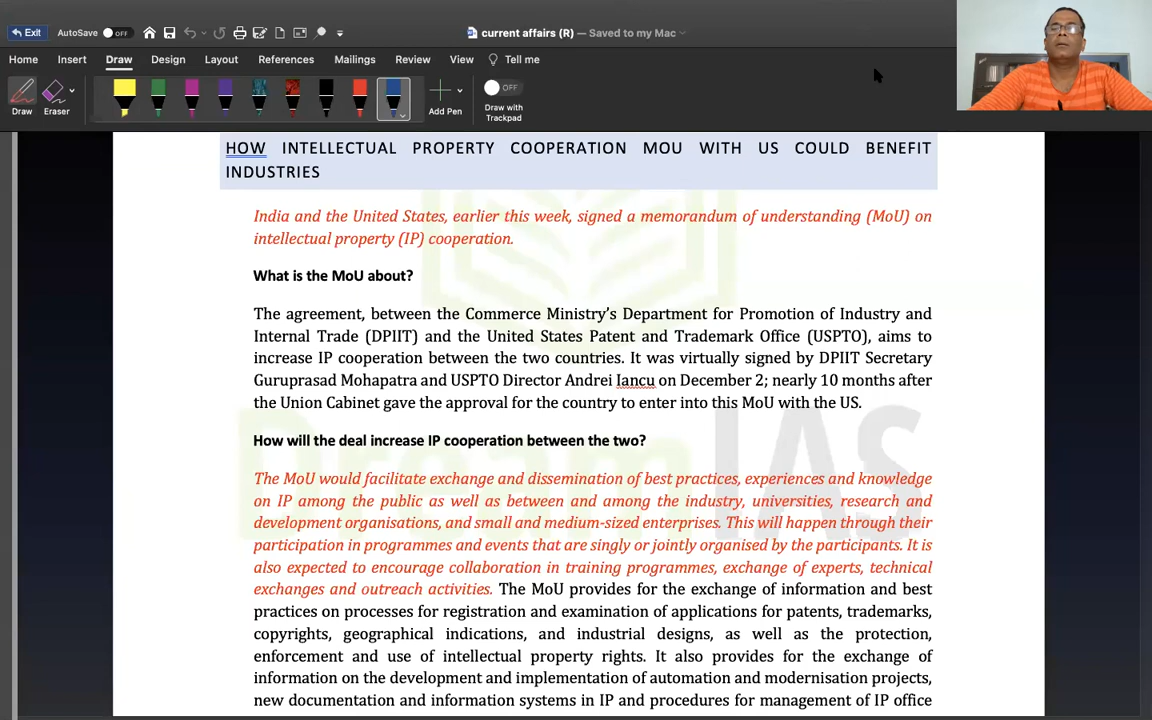 Exit
AutoSave OFF
current affairs (R) — Saved to my Mac
Home Insert Draw Design Layout References Mailings Review View Tell me
Draw Eraser Add Pen OFF Draw with Trackpad
HOW INTELLECTUAL PROPERTY COOPERATION MOU WITH US COULD BENEFIT
INDUSTRIES
India and the United States, earlier this week, signed a memorandum of understanding (MoU) on
intellectual property (IP) cooperation.
What is the MoU about?
The agreement, between the Commerce Ministry's Department for Promotion of Industry and
Internal Trade (DPIIT) and the United States Patent and Trademark Office (USPTO), aims to
increase IP cooperation between the two countries. It was virtually signed by DPIIT Secretary
Guruprasad Mohapatra and USPTO Director Andrei Iancu on December 2; nearly 10 months after
the Union Cabinet gave the approval for the country to enter into this MoU with the US.
How will the deal increase IP cooperation between the two?
The MoU would facilitate exchange and dissemination of best practices, experiences and knowledge
on IP among the public as well as between and among the industry, universities, research and
development organisations, and small and medium-sized enterprises. This will happen through their
participation in programmes and events that are singly or jointly organised by the participants. It is
also expected to encourage collaboration in training programmes, exchange of experts, technical
exchanges and outreach activities. The MoU provides for the exchange of information and best
practices on processes for registration and examination of applications for patents, trademarks,
copyrights, geographical indications, and industrial designs, as well as the protection,
enforcement and use of intellectual property rights. It also provides for the exchange of
information on the development and implementation of automation and modernisation projects,
new documentation and information systems in IP and procedures for management of IP office
Dream IAS